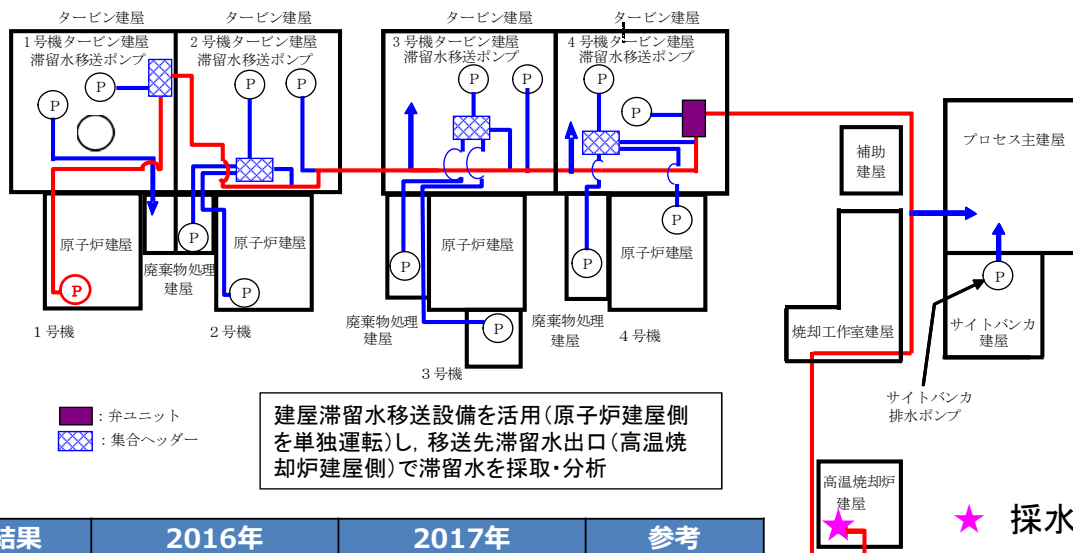 タービン建屋
タービン建屋
タービン建屋
タービン建屋
1号機タービン建屋
滞留水移送ポンプ
2号機タービン建屋
滞留水移送ポンプ
3号機タービン建屋
滞留水移送ポンプ
4号機タービン建屋
滞留水移送ポンプ
P
P
P
P
P
P
P
P
補助
建屋
プロセス主建屋
原子炉建屋
P
1号機
廃棄物処理
建屋
P
原子炉建屋
P
2号機
P
廃棄物処理
建屋
原子炉建屋
P
3号機
P
廃棄物処理
建屋
P
原子炉建屋
4号機
焼却工作室建屋
P
サイトバンカ
建屋
サイトバンカ
排水ポンプ
:弁ユニット
:集合ヘッダー
建屋滞留水移送設備を活用(原子炉建屋側
を単独運転)し,移送先滞留水出口(高温焼
却炉建屋側)で滞留水を採取・分析
高温焼却炉
建屋
★ 採水
結果 2016年 2017年 参考